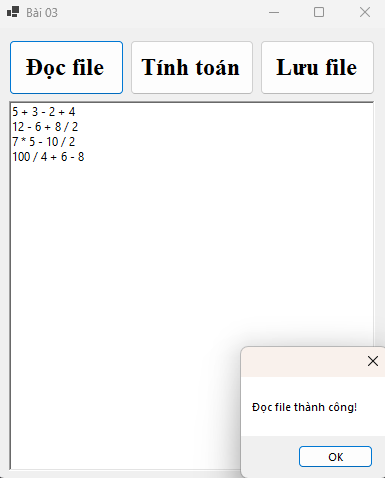 Bài 03
Đọc file
Tính toán
Lưu file
5 + 3 - 2 + 4
12 - 6 + 8 / 2
7 * 5 - 10 / 2
100 / 4 + 6 - 8
Đọc file thành công!
OK